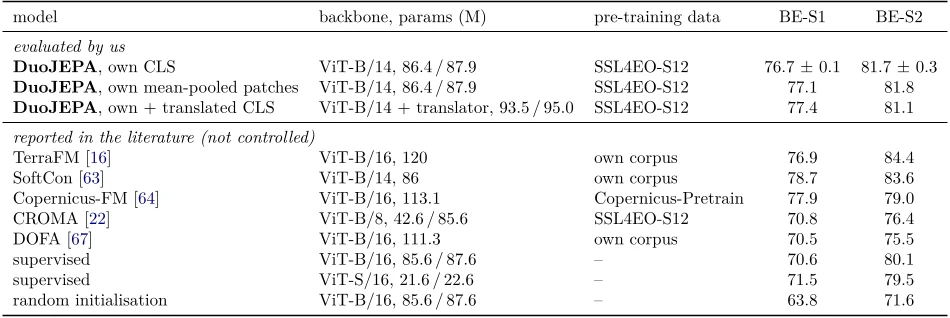 model backbone, params (M) pre-training data BE-S1 BE-S2
evaluated by us
DuoJEPA, own CLS ViT-B/14, 86.4 / 87.9 SSL4EO-S12 76.7 ± 0.1 81.7 ± 0.3
DuoJEPA, own mean-pooled patches ViT-B/14, 86.4 / 87.9 SSL4EO-S12 77.1 81.8
DuoJEPA, own + translated CLS ViT-B/14 + translator, 93.5 / 95.0 SSL4EO-S12 77.4 81.1
reported in the literature (not controlled)
TerraFM [16] ViT-B/16, 120 own corpus 76.9 84.4
SoftCon [63] ViT-B/14, 86 own corpus 78.7 83.6
Copernicus-FM [64] ViT-B/16, 113.1 Copernicus-Pretrain 77.9 79.0
CROMA [22] ViT-B/8, 42.6 / 85.6 SSL4EO-S12 70.8 76.4
DOFA [67] ViT-B/16, 111.3 own corpus 70.5 75.5
supervised ViT-B/16, 85.6 / 87.6 – 70.6 80.1
supervised ViT-S/16, 21.6 / 22.6 – 71.5 79.5
random initialisation ViT-B/16, 85.6 / 87.6 – 63.8 71.6